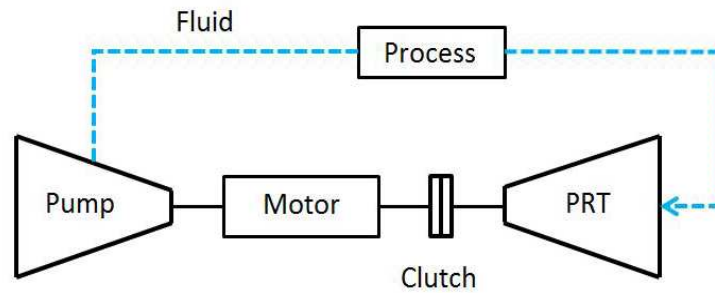 Fluid
Process
Pump
Motor
PRT
Clutch